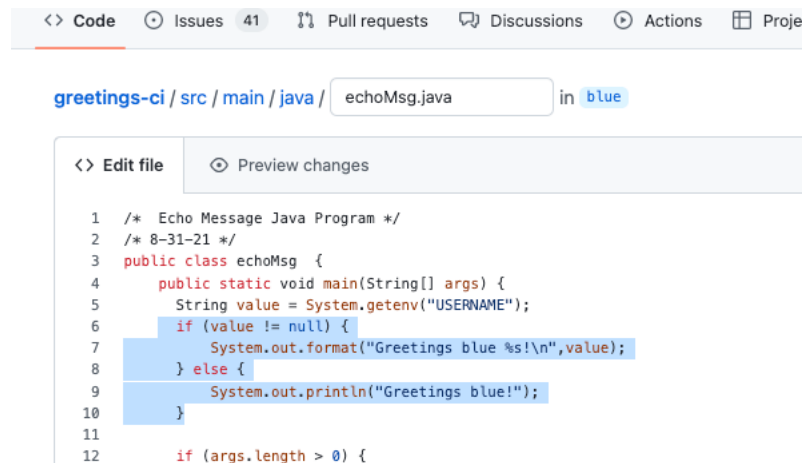 <> Code Issues 41 Pull requests Discussions Actions Proje
greetings-ci / src / main / java / echoMsg.java in blue
<> Edit file Preview changes
1 /*  Echo Message Java Program */
2 /* 8-31-21 */
3 public class echoMsg  {
4     public static void main(String[] args) {
5       String value = System.getenv("USERNAME");
6       if (value != null) {
7           System.out.format("Greetings blue %s!\n",value);
8       } else {
9           System.out.println("Greetings blue!");
10       }
11
12       if (args.length > 0) {